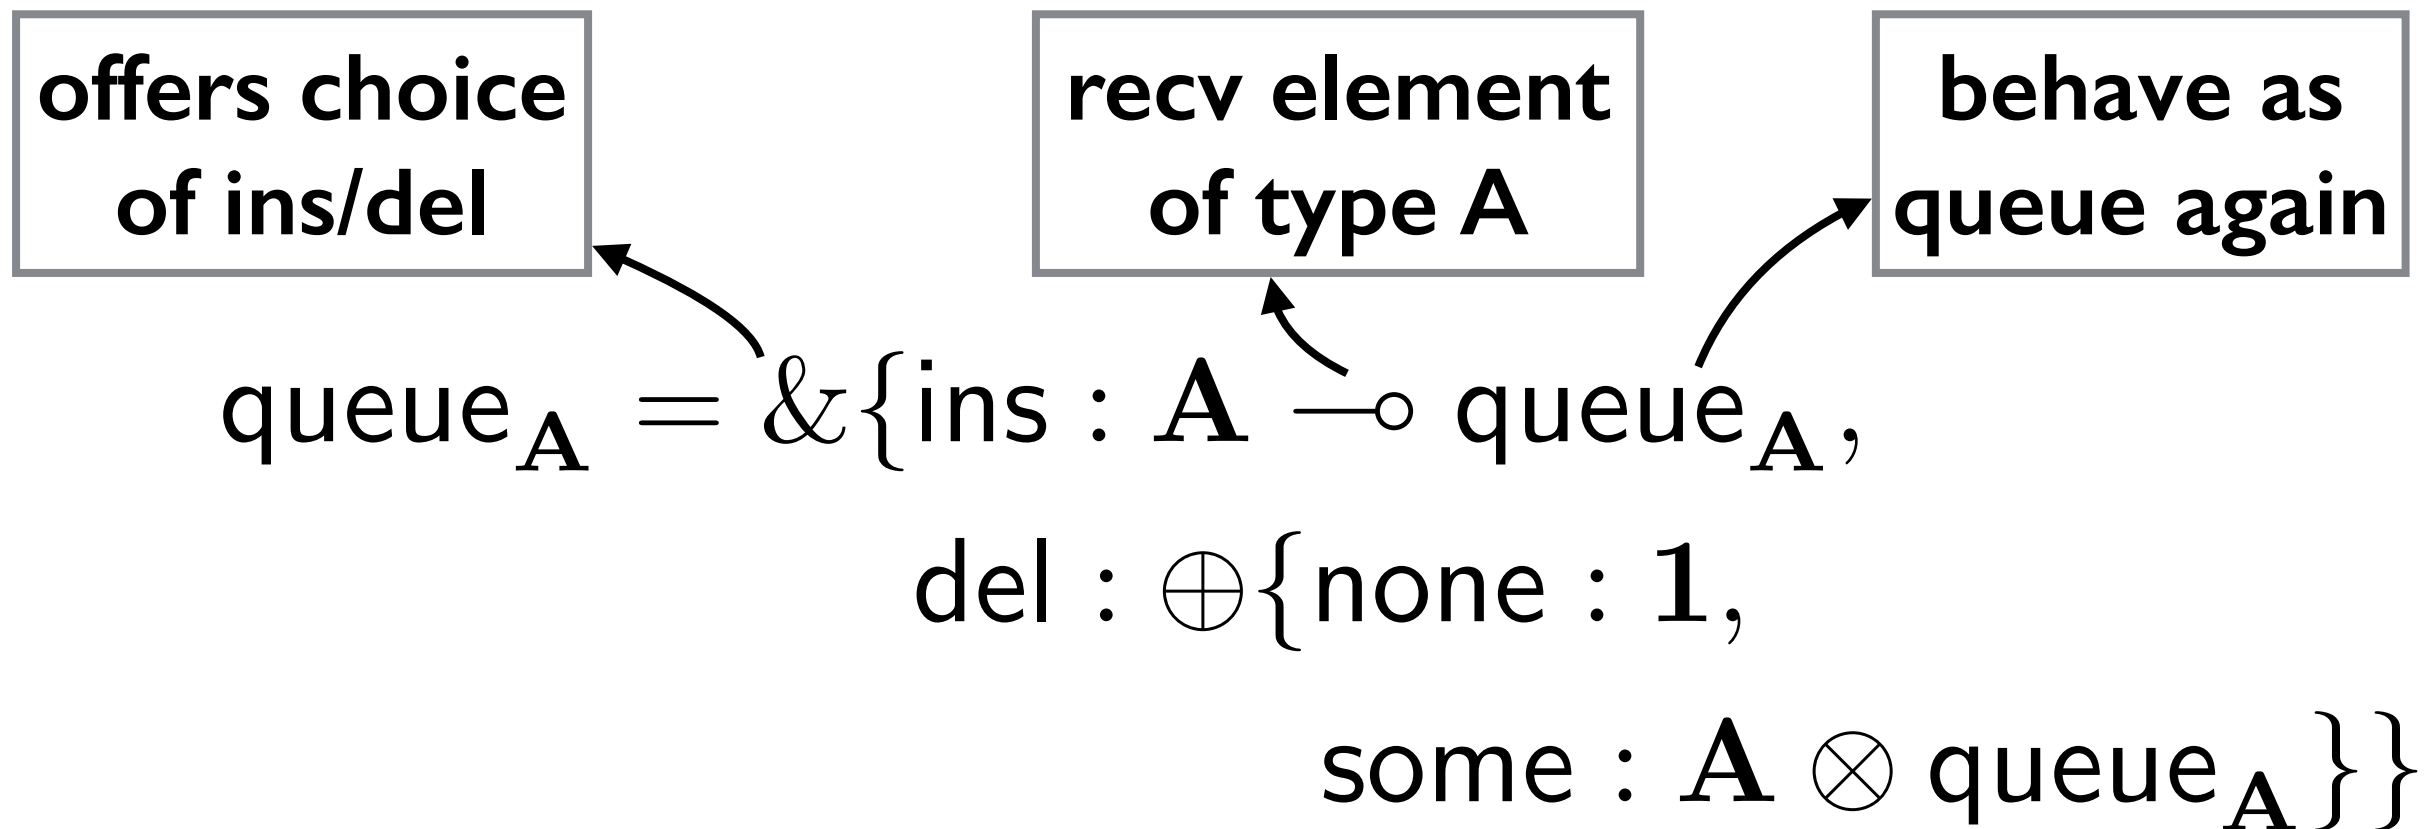 offers choice
of ins/del
recv element
of type A
behave as
queue again
queue_A = &{ins : A ⊸ queue_A,
del : ⊕{none : 1,
some : A ⊗ queue_A}}